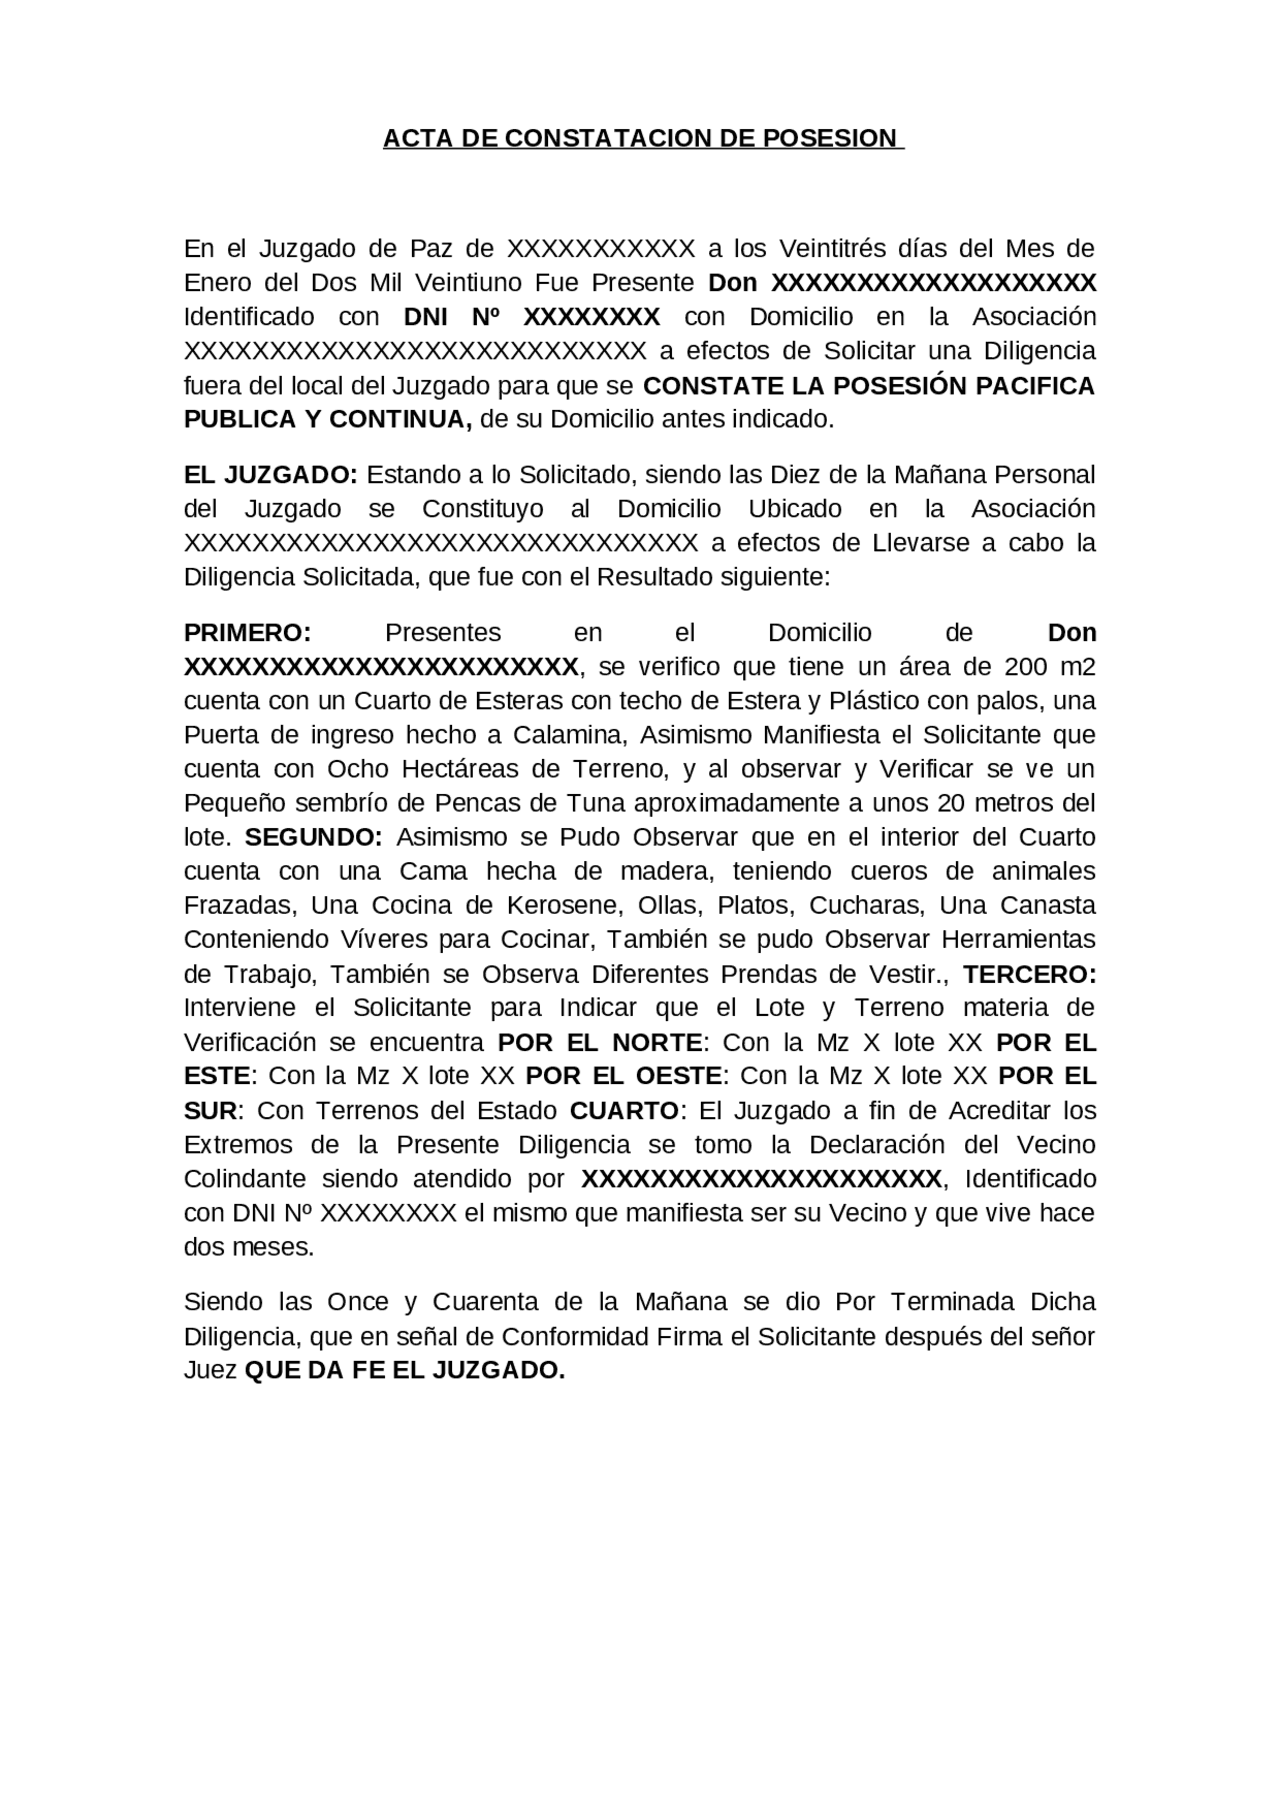 ACTA DE CONSTATACION DE POSESION
En el Juzgado de Paz de XXXXXXXXXXX a los Veintitrés días del Mes de
Enero del Dos Mil Veintiuno Fue Presente Don XXXXXXXXXXXXXXXXXXX
Identificado con DNI Nº XXXXXXXX con Domicilio en la Asociación
XXXXXXXXXXXXXXXXXXXXXXXXXXX a efectos de Solicitar una Diligencia
fuera del local del Juzgado para que se CONSTATE LA POSESIÓN PACIFICA
PUBLICA Y CONTINUA, de su Domicilio antes indicado.
EL JUZGADO: Estando a lo Solicitado, siendo las Diez de la Mañana Personal
del Juzgado se Constituyo al Domicilio Ubicado en la Asociación
XXXXXXXXXXXXXXXXXXXXXXXXXXXXXX a efectos de Llevarse a cabo la
Diligencia Solicitada, que fue con el Resultado siguiente:
PRIMERO: Presentes en el Domicilio de Don
XXXXXXXXXXXXXXXXXXXXXXX, se verifico que tiene un área de 200 m2
cuenta con un Cuarto de Esteras con techo de Estera y Plástico con palos, una
Puerta de ingreso hecho a Calamina, Asimismo Manifiesta el Solicitante que
cuenta con Ocho Hectáreas de Terreno, y al observar y Verificar se ve un
Pequeño sembrío de Pencas de Tuna aproximadamente a unos 20 metros del
lote. SEGUNDO: Asimismo se Pudo Observar que en el interior del Cuarto
cuenta con una Cama hecha de madera, teniendo cueros de animales
Frazadas, Una Cocina de Kerosene, Ollas, Platos, Cucharas, Una Canasta
Conteniendo Víveres para Cocinar, También se pudo Observar Herramientas
de Trabajo, También se Observa Diferentes Prendas de Vestir., TERCERO:
Interviene el Solicitante para Indicar que el Lote y Terreno materia de
Verificación se encuentra POR EL NORTE: Con la Mz X lote XX POR EL
ESTE: Con la Mz X lote XX POR EL OESTE: Con la Mz X lote XX POR EL
SUR: Con Terrenos del Estado CUARTO: El Juzgado a fin de Acreditar los
Extremos de la Presente Diligencia se tomo la Declaración del Vecino
Colindante siendo atendido por XXXXXXXXXXXXXXXXXXXXX, Identificado
con DNI Nº XXXXXXXX el mismo que manifiesta ser su Vecino y que vive hace
dos meses.
Siendo las Once y Cuarenta de la Mañana se dio Por Terminada Dicha
Diligencia, que en señal de Conformidad Firma el Solicitante después del señor
Juez QUE DA FE EL JUZGADO.